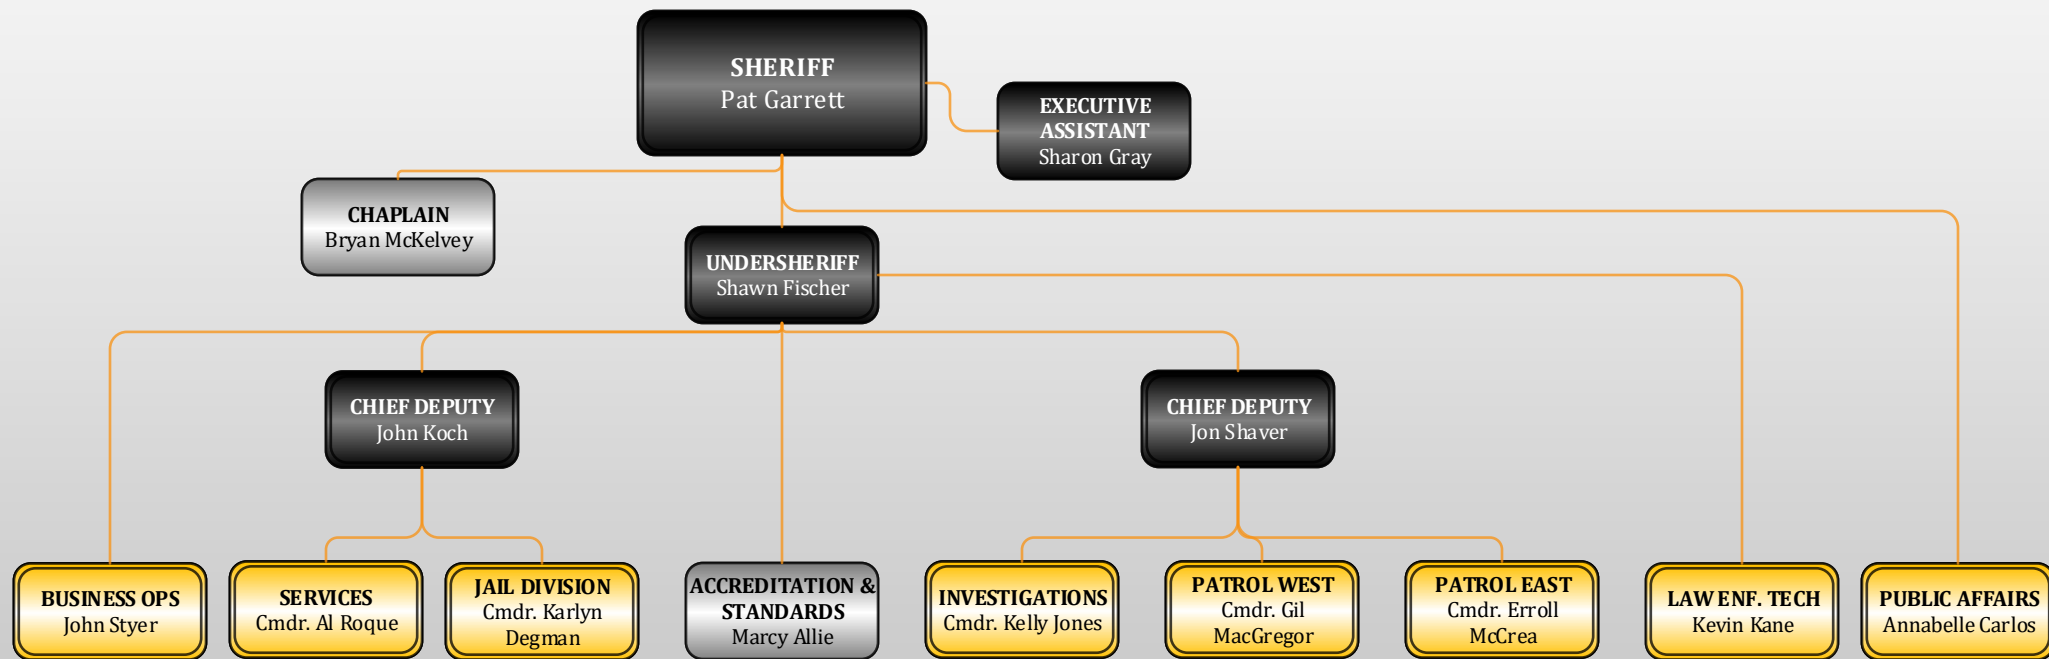 SHERIFF
Pat Garrett
EXECUTIVE
ASSISTANT
Sharon Gray
CHAPLAIN
Bryan McKelvey
UNDERSHERIFF
Shawn Fischer
CHIEF DEPUTY
John Koch
CHIEF DEPUTY
Jon Shaver
BUSINESS OPS
John Styer
SERVICES
Cmdr. Al Roque
JAIL DIVISION
Cmdr. Karlyn
Degman
ACCREDITATION &
STANDARDS
Marcy Allie
INVESTIGATIONS
Cmdr. Kelly Jones
PATROL WEST
Cmdr. Gil
MacGregor
PATROL EAST
Cmdr. Erroll
McCrea
LAW ENF. TECH
Kevin Kane
PUBLIC AFFAIRS
Annabelle Carlos